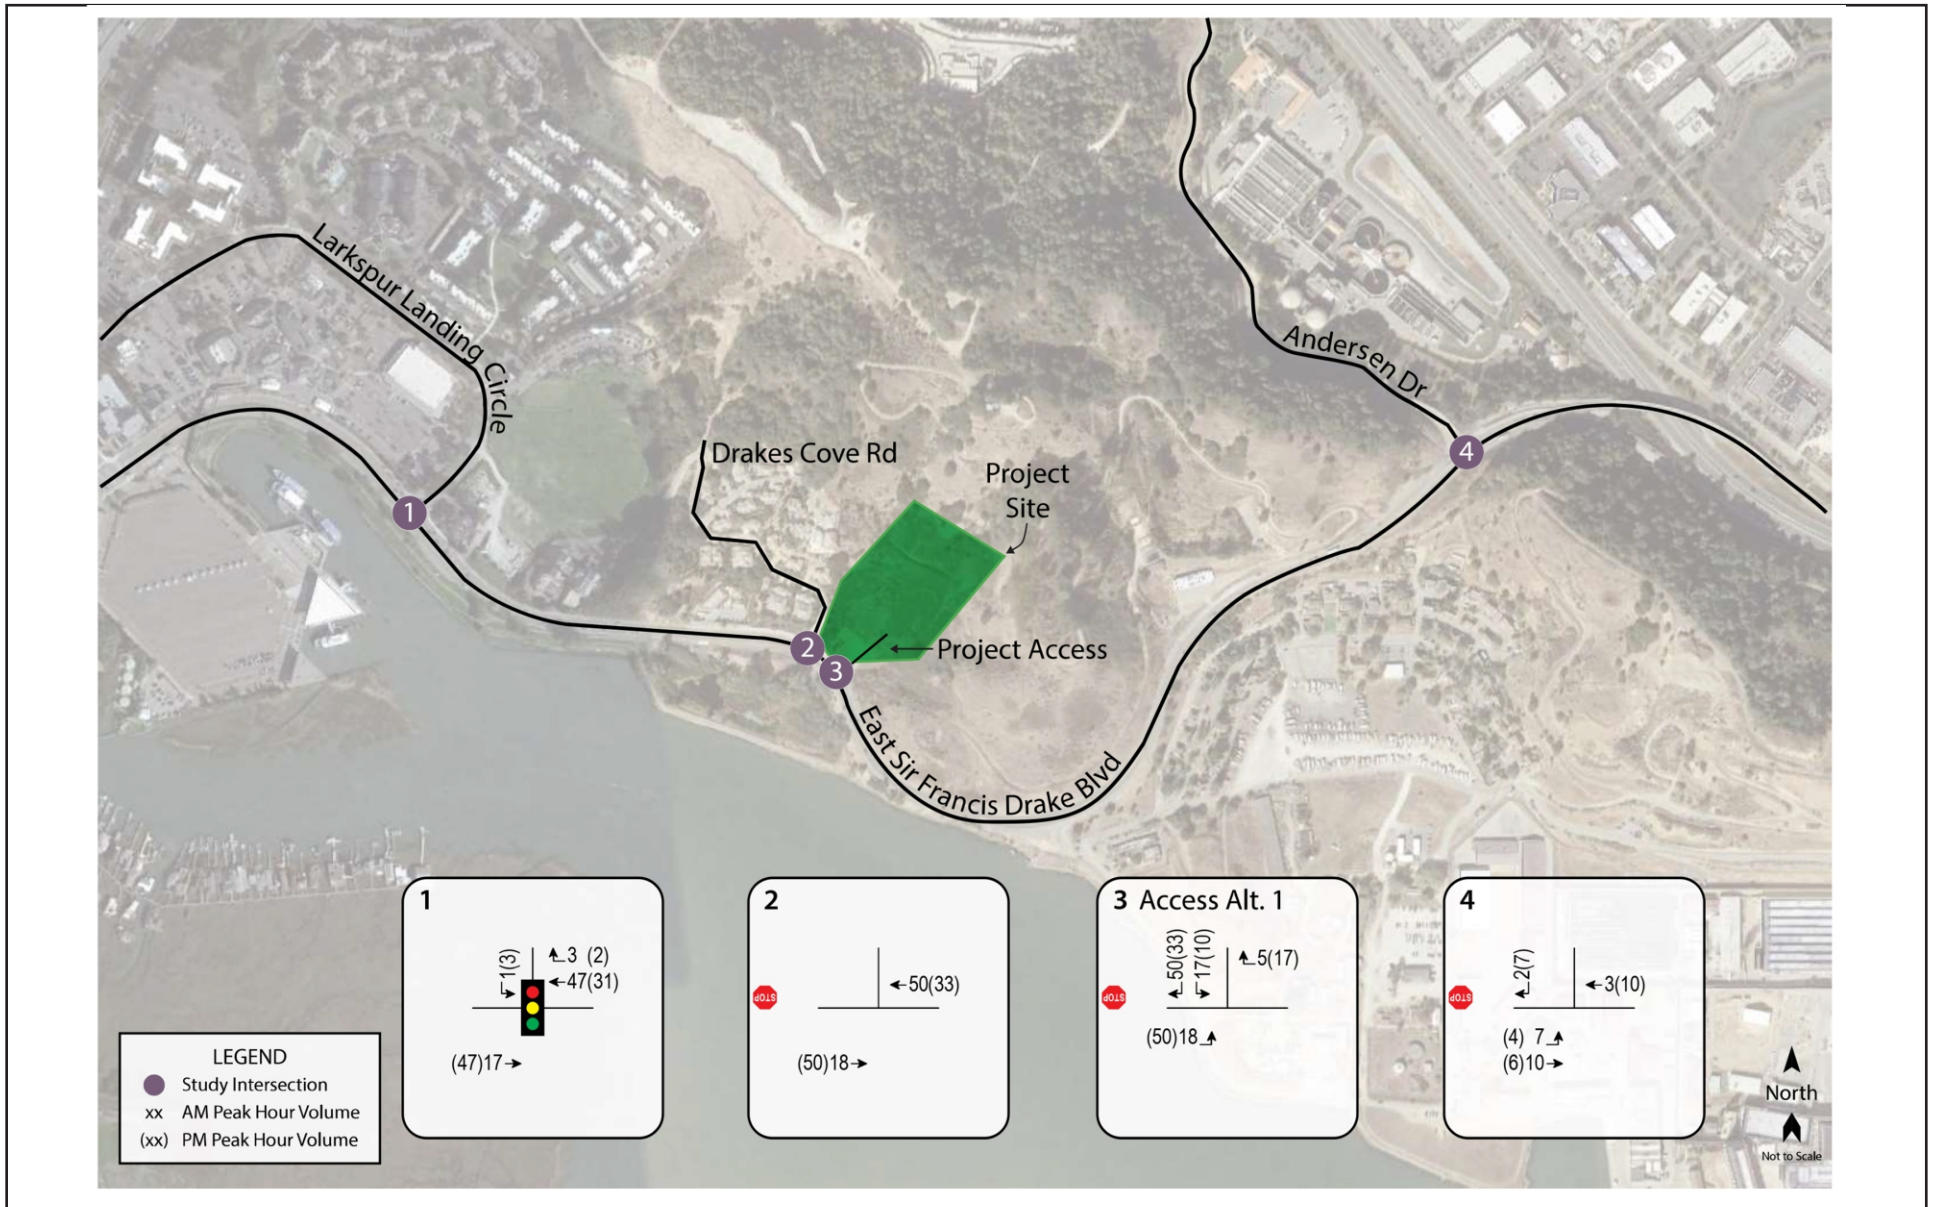 Larkspur Landing Circle
Andersen Dr
Drakes Cove Rd
Project
Site
Project Access
East Sir Francis Drake Blvd
1
2
3
4
1
1(3)
3 (2)
47(31)
(47)17
2
STOP
50(33)
(50)18
3 Access Alt. 1
STOP
50(33)
17(10)
5(17)
(50)18
4
STOP
2(7)
3(10)
(4) 7
(6)10
LEGEND
Study Intersection
xx AM Peak Hour Volume
(xx) PM Peak Hour Volume
North
Not to Scale